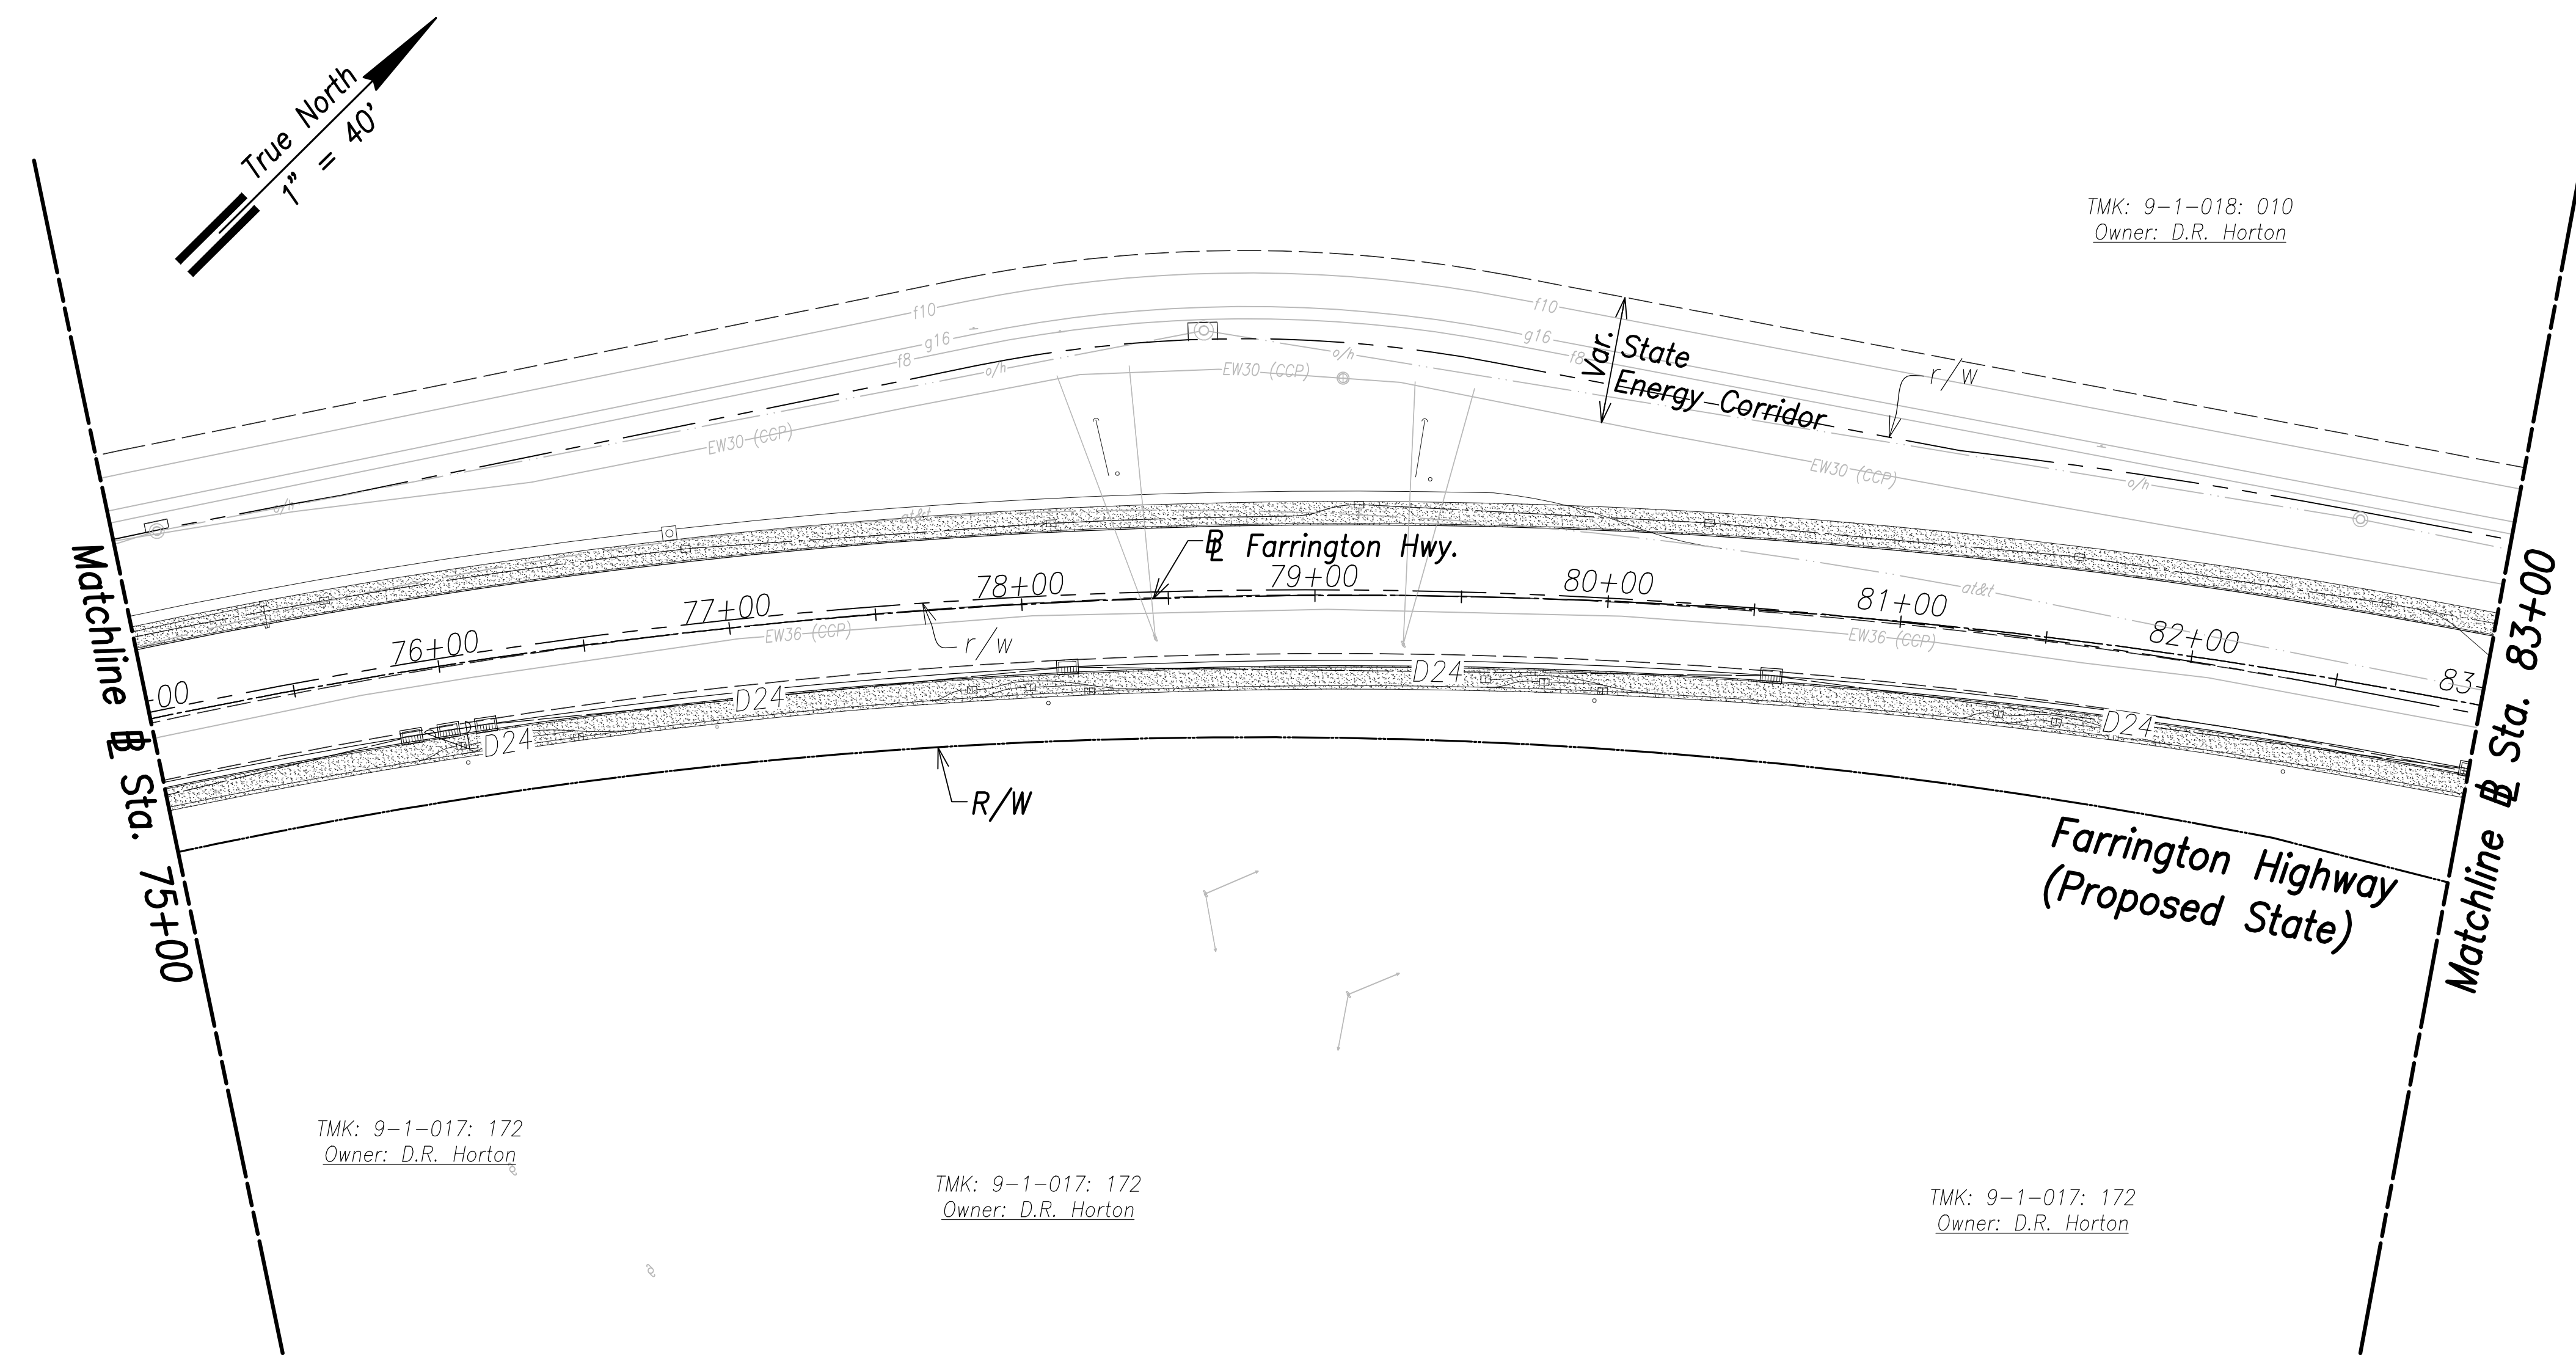 True North
1" = 40'
TMK: 9-1-018: 010
Owner: D.R. Horton
f10
f10
g16
g16
f8
f8
o/h
o/h
o/h
o/h
EW30 (CCP)
EW30 (CCP)
EW30 (CCP)
Var. State
Energy Corridor
r/w
at&t
at&t
℄ Farrington Hwy.
00
76+00
77+00
78+00
79+00
80+00
81+00
82+00
83
EW36 (CCP)
EW36 (CCP)
r/w
D24
D24
D24
D24
R/W
Matchline Sta. 75+00
Matchline Sta. 83+00
Farrington Highway
(Proposed State)
TMK: 9-1-017: 172
Owner: D.R. Horton
TMK: 9-1-017: 172
Owner: D.R. Horton
TMK: 9-1-017: 172
Owner: D.R. Horton